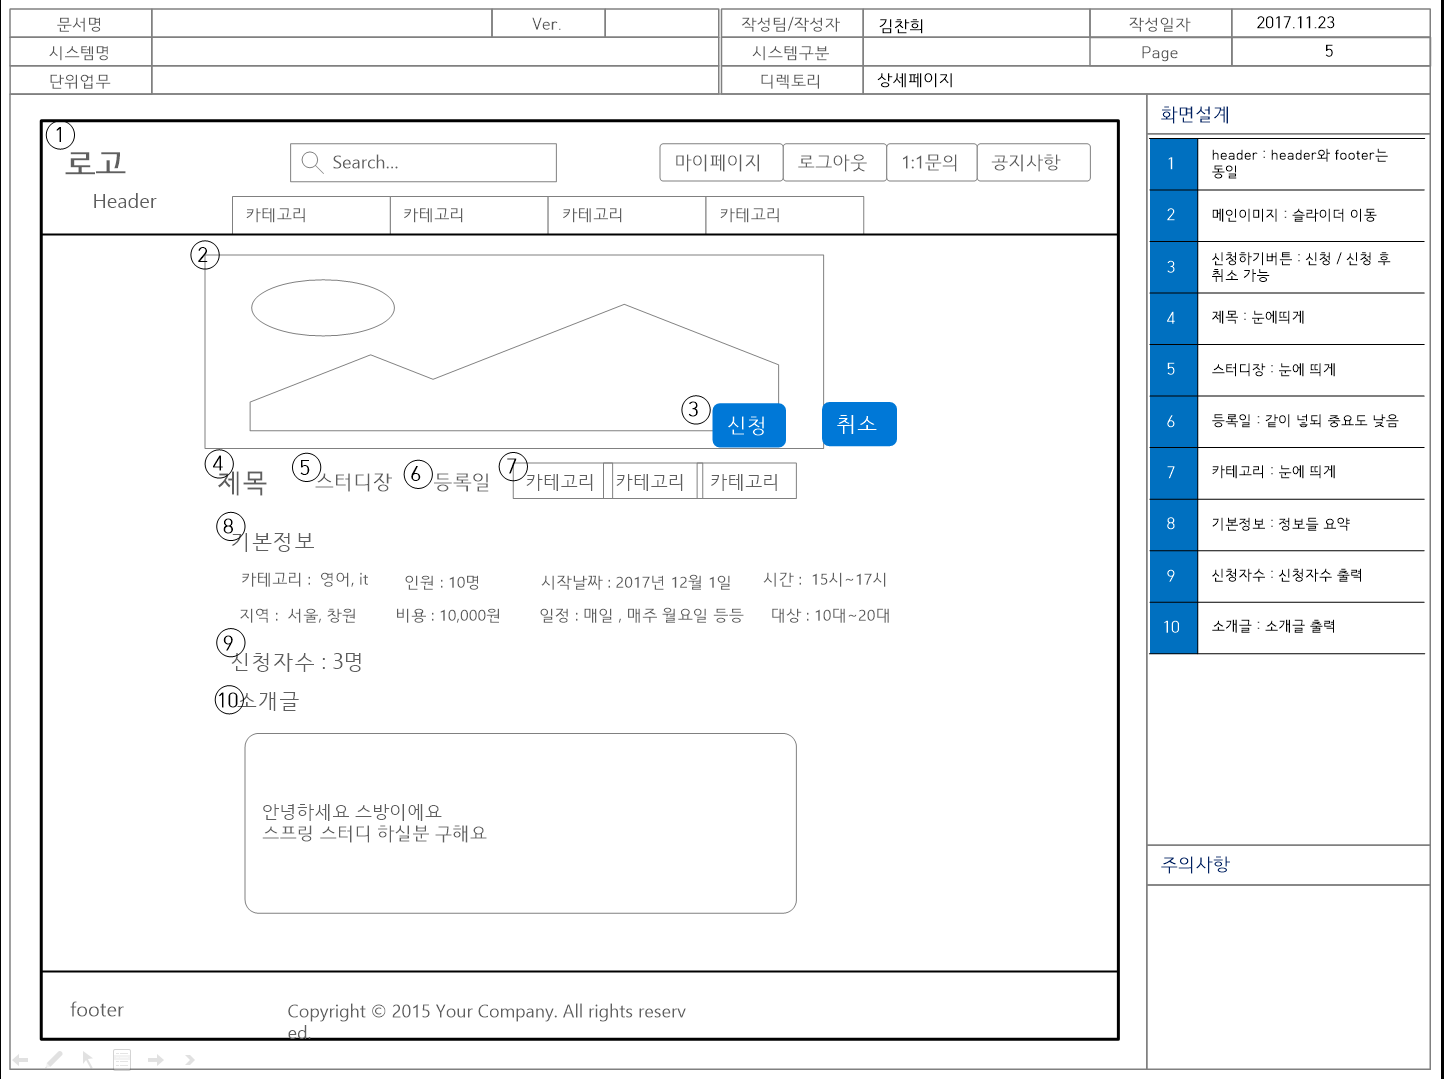 문서명 Ver. 작성팀/작성자 김찬희 작성일자 2017.11.23
시스템명 시스템구분 Page 5
단위업무 디렉토리 상세페이지
1
로고
Header
Search...
마이페이지 로그아웃 1:1문의 공지사항
카테고리 카테고리 카테고리 카테고리
2
3 신청 취소
4 제목 5 스터디장 6 등록일 7 카테고리 카테고리 카테고리
8 기본정보
카테고리 : 영어, it 인원 : 10명 시작날짜 : 2017년 12월 1일 시간 : 15시~17시
지역 : 서울, 창원 비용 : 10,000원 일정 : 매일 , 매주 월요일 등등 대상 : 10대~20대
9 신청자수 : 3명
10 소개글
안녕하세요 스방이에요
스프링 스터디 하실분 구해요
footer
Copyright © 2015 Your Company. All rights reserv
ed.
화면설계
1 header : header와 footer는
동일
2 메인이미지 : 슬라이더 이동
3 신청하기버튼 : 신청 / 신청 후
취소 가능
4 제목 : 눈에띄게
5 스터디장 : 눈에 띄게
6 등록일 : 같이 넣되 중요도 낮음
7 카테고리 : 눈에 띄게
8 기본정보 : 정보들 요약
9 신청자수 : 신청자수 출력
10 소개글 : 소개글 출력
주의사항